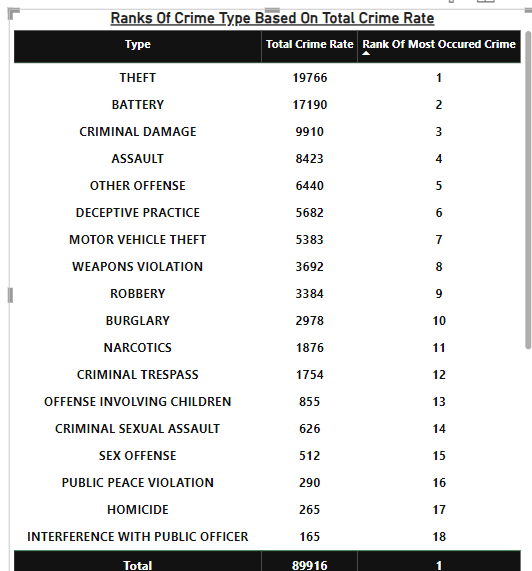 Ranks Of Crime Type Based On Total Crime Rate
Type Total Crime Rate Rank Of Most Occured Crime
THEFT 19766 1
BATTERY 17190 2
CRIMINAL DAMAGE 9910 3
ASSAULT 8423 4
OTHER OFFENSE 6440 5
DECEPTIVE PRACTICE 5682 6
MOTOR VEHICLE THEFT 5383 7
WEAPONS VIOLATION 3692 8
ROBBERY 3384 9
BURGLARY 2978 10
NARCOTICS 1876 11
CRIMINAL TRESPASS 1754 12
OFFENSE INVOLVING CHILDREN 855 13
CRIMINAL SEXUAL ASSAULT 626 14
SEX OFFENSE 512 15
PUBLIC PEACE VIOLATION 290 16
HOMICIDE 265 17
INTERFERENCE WITH PUBLIC OFFICER 165 18
Total 89916 1